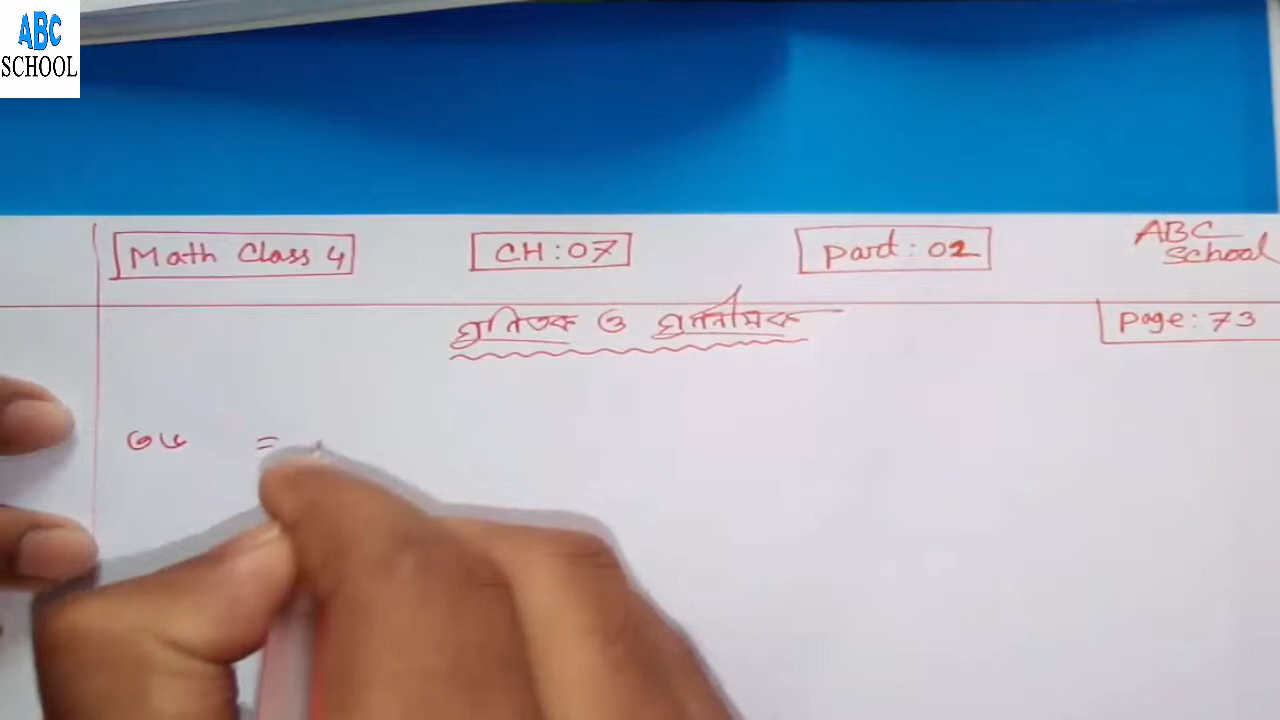 ABC
SCHOOL
Math Class 4
CH:07
Part: 02
ABC
School
গুণিতক ও গুণনীয়ক
Page: 73
৩৬ =